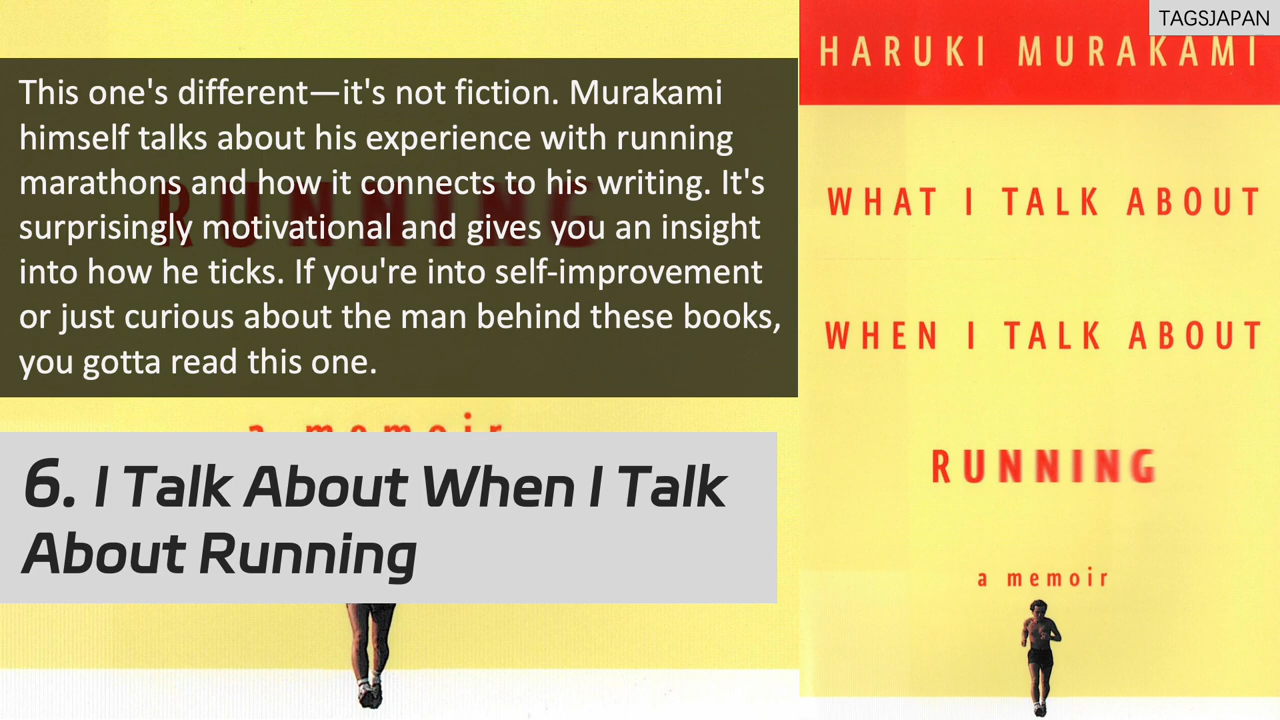 TAGSJAPAN
HARUKI MURAKAMI
This one's different—it's not fiction. Murakami
himself talks about his experience with running
marathons and how it connects to his writing. It's
surprisingly motivational and gives you an insight
into how he ticks. If you're into self-improvement
or just curious about the man behind these books,
you gotta read this one.
RUNNING
a memoir
6. I Talk About When I Talk
About Running
WHAT I TALK ABOUT
WHEN I TALK ABOUT
RUNNING
a memoir